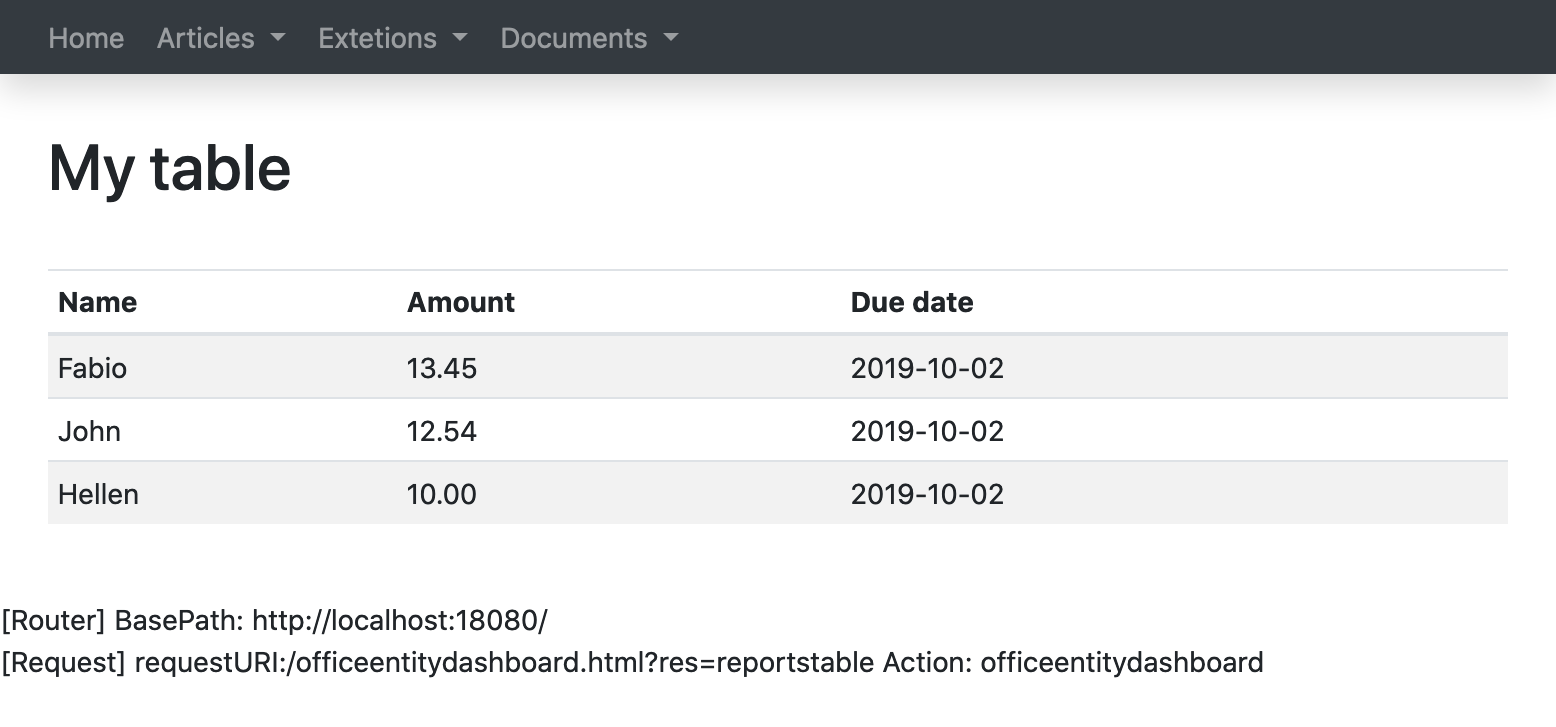 Home Articles Extetions Documents
My table
Name Amount Due date
Fabio 13.45 2019-10-02
John 12.54 2019-10-02
Hellen 10.00 2019-10-02
[Router] BasePath: http://localhost:18080/
[Request] requestURI:/officeentitydashboard.html?res=reportstable Action: officeentitydashboard